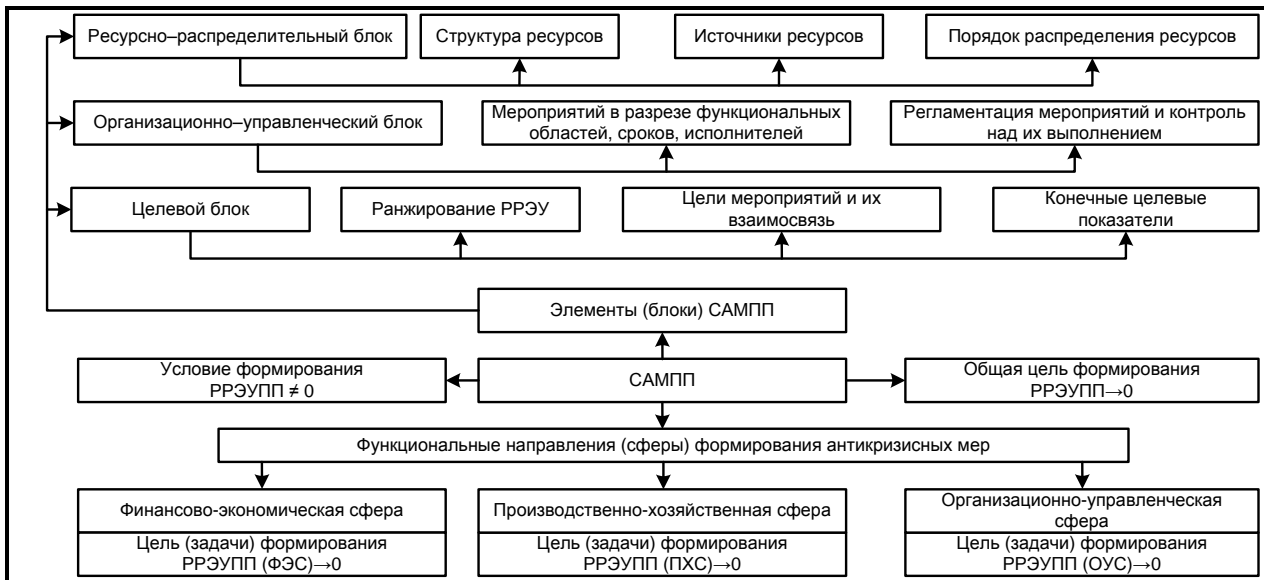 Ресурсно–распределительный блок
Структура ресурсов
Источники ресурсов
Порядок распределения ресурсов
Организационно–управленческий блок
Мероприятий в разрезе функциональных
областей, сроков, исполнителей
Регламентация мероприятий и контроль
над их выполнением
Целевой блок
Ранжирование РРЭУ
Цели мероприятий и их
взаимосвязь
Конечные целевые
показатели
Элементы (блоки) САМПП
Условие формирования
РРЭУПП ≠ 0
САМПП
Общая цель формирования
РРЭУПП→0
Функциональные направления (сферы) формирования антикризисных мер
Финансово-экономическая сфера
Цель (задачи) формирования
РРЭУПП (ФЭС)→0
Производственно-хозяйственная сфера
Цель (задачи) формирования
РРЭУПП (ПХС)→0
Организационно-управленческая
сфера
Цель (задачи) формирования
РРЭУПП (ОУС)→0